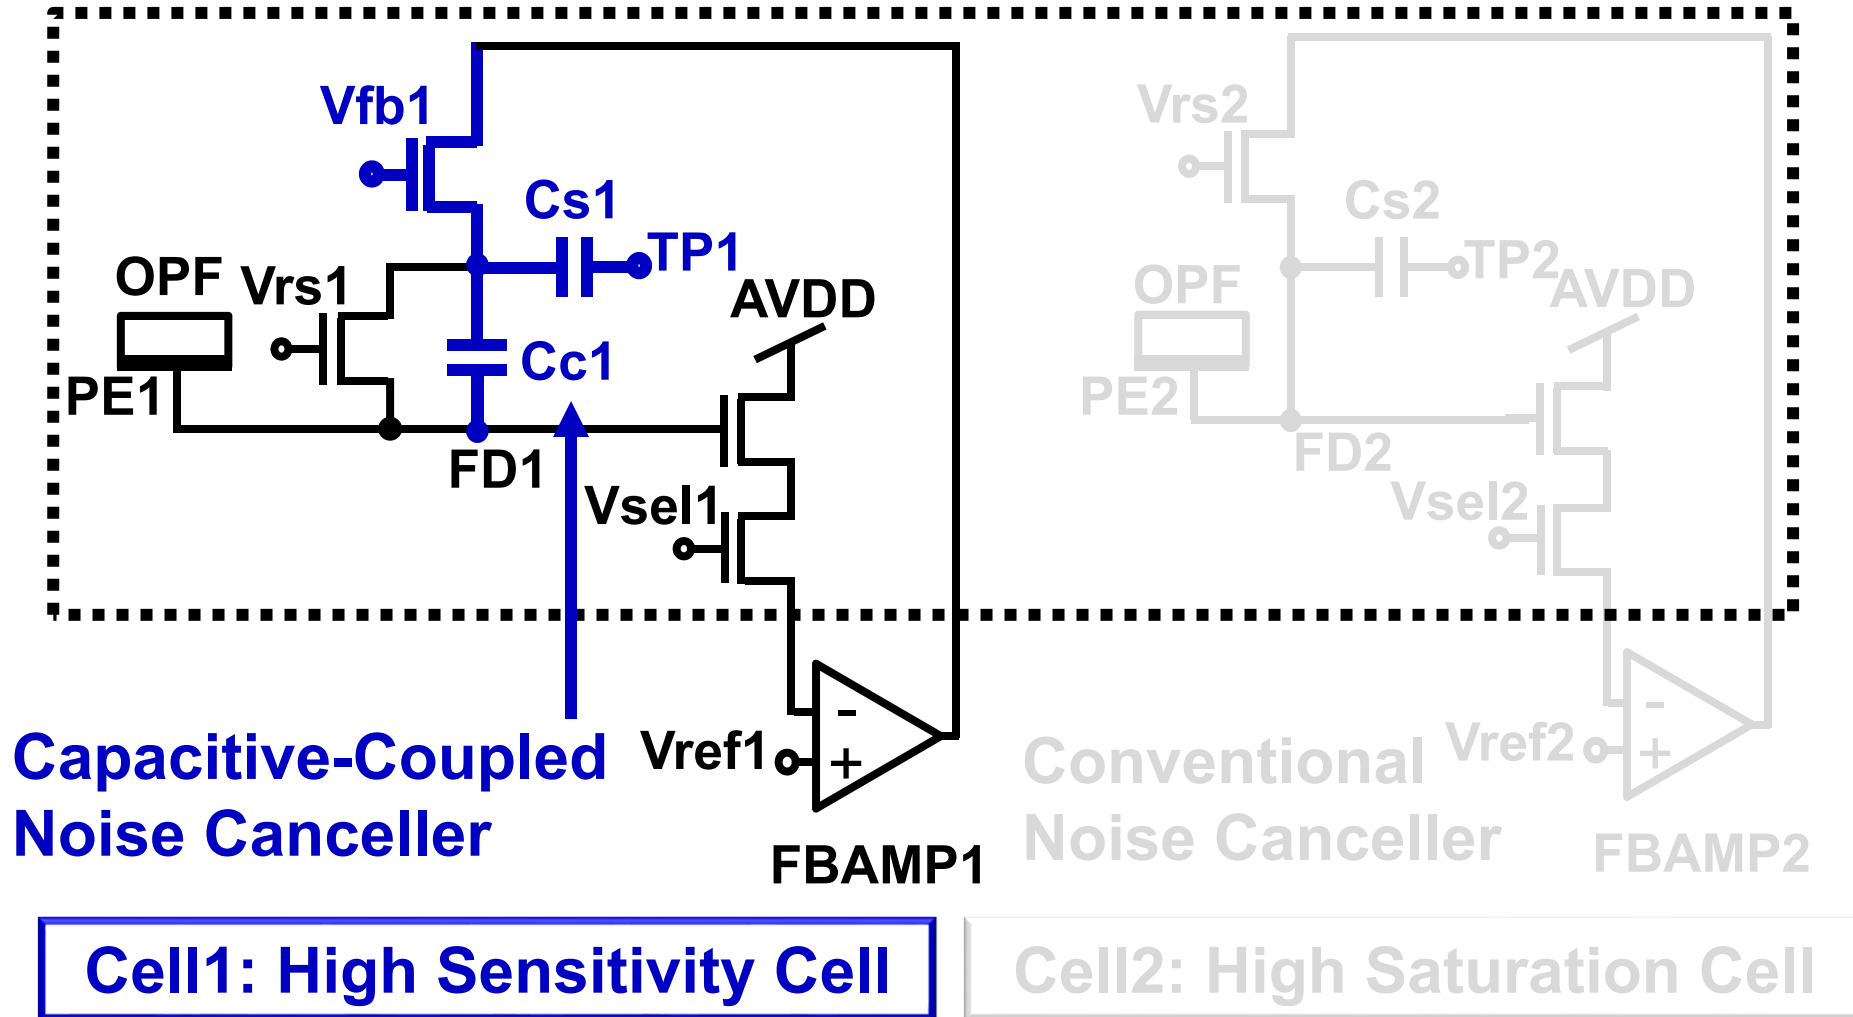 Vfb1
Cs1
TP1
OPF
Vrs1
AVDD
Cc1
PE1
FD1
Vsel1
-
+
Vref1
FBAMP1
Capacitive-Coupled
Noise Canceller
Vrs2
Cs2
TP2
OPF
AVDD
PE2
FD2
Vsel2
-
+
Vref2
FBAMP2
Conventional
Noise Canceller
Cell1: High Sensitivity Cell
Cell2: High Saturation Cell